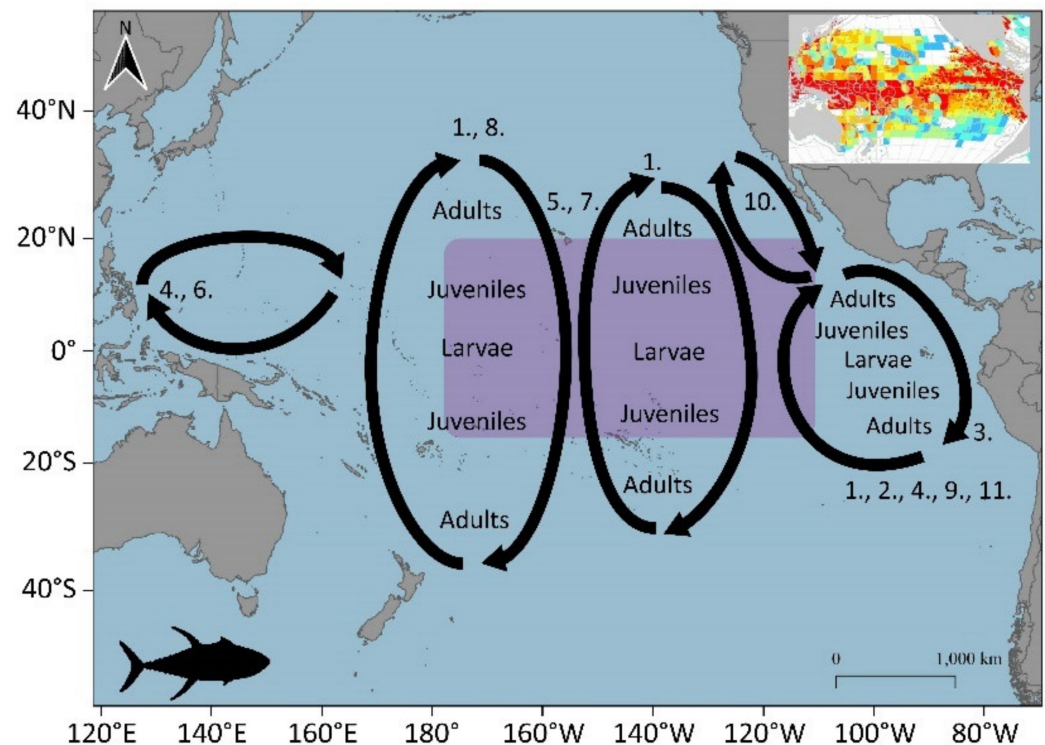 N
40°N
20°N
0°
20°S
40°S
1., 8.
Adults
Juveniles
Larvae
Juveniles
Adults
5., 7.
1.
Adults
Juveniles
Larvae
Juveniles
Adults
10.
4., 6.
Adults
Juveniles
Larvae
Juveniles
Adults
3.
1., 2., 4., 9., 11.
0 1,000 km
120°E 140°E 160°E 180° 160°W 140°W 120°W 100°W 80°W